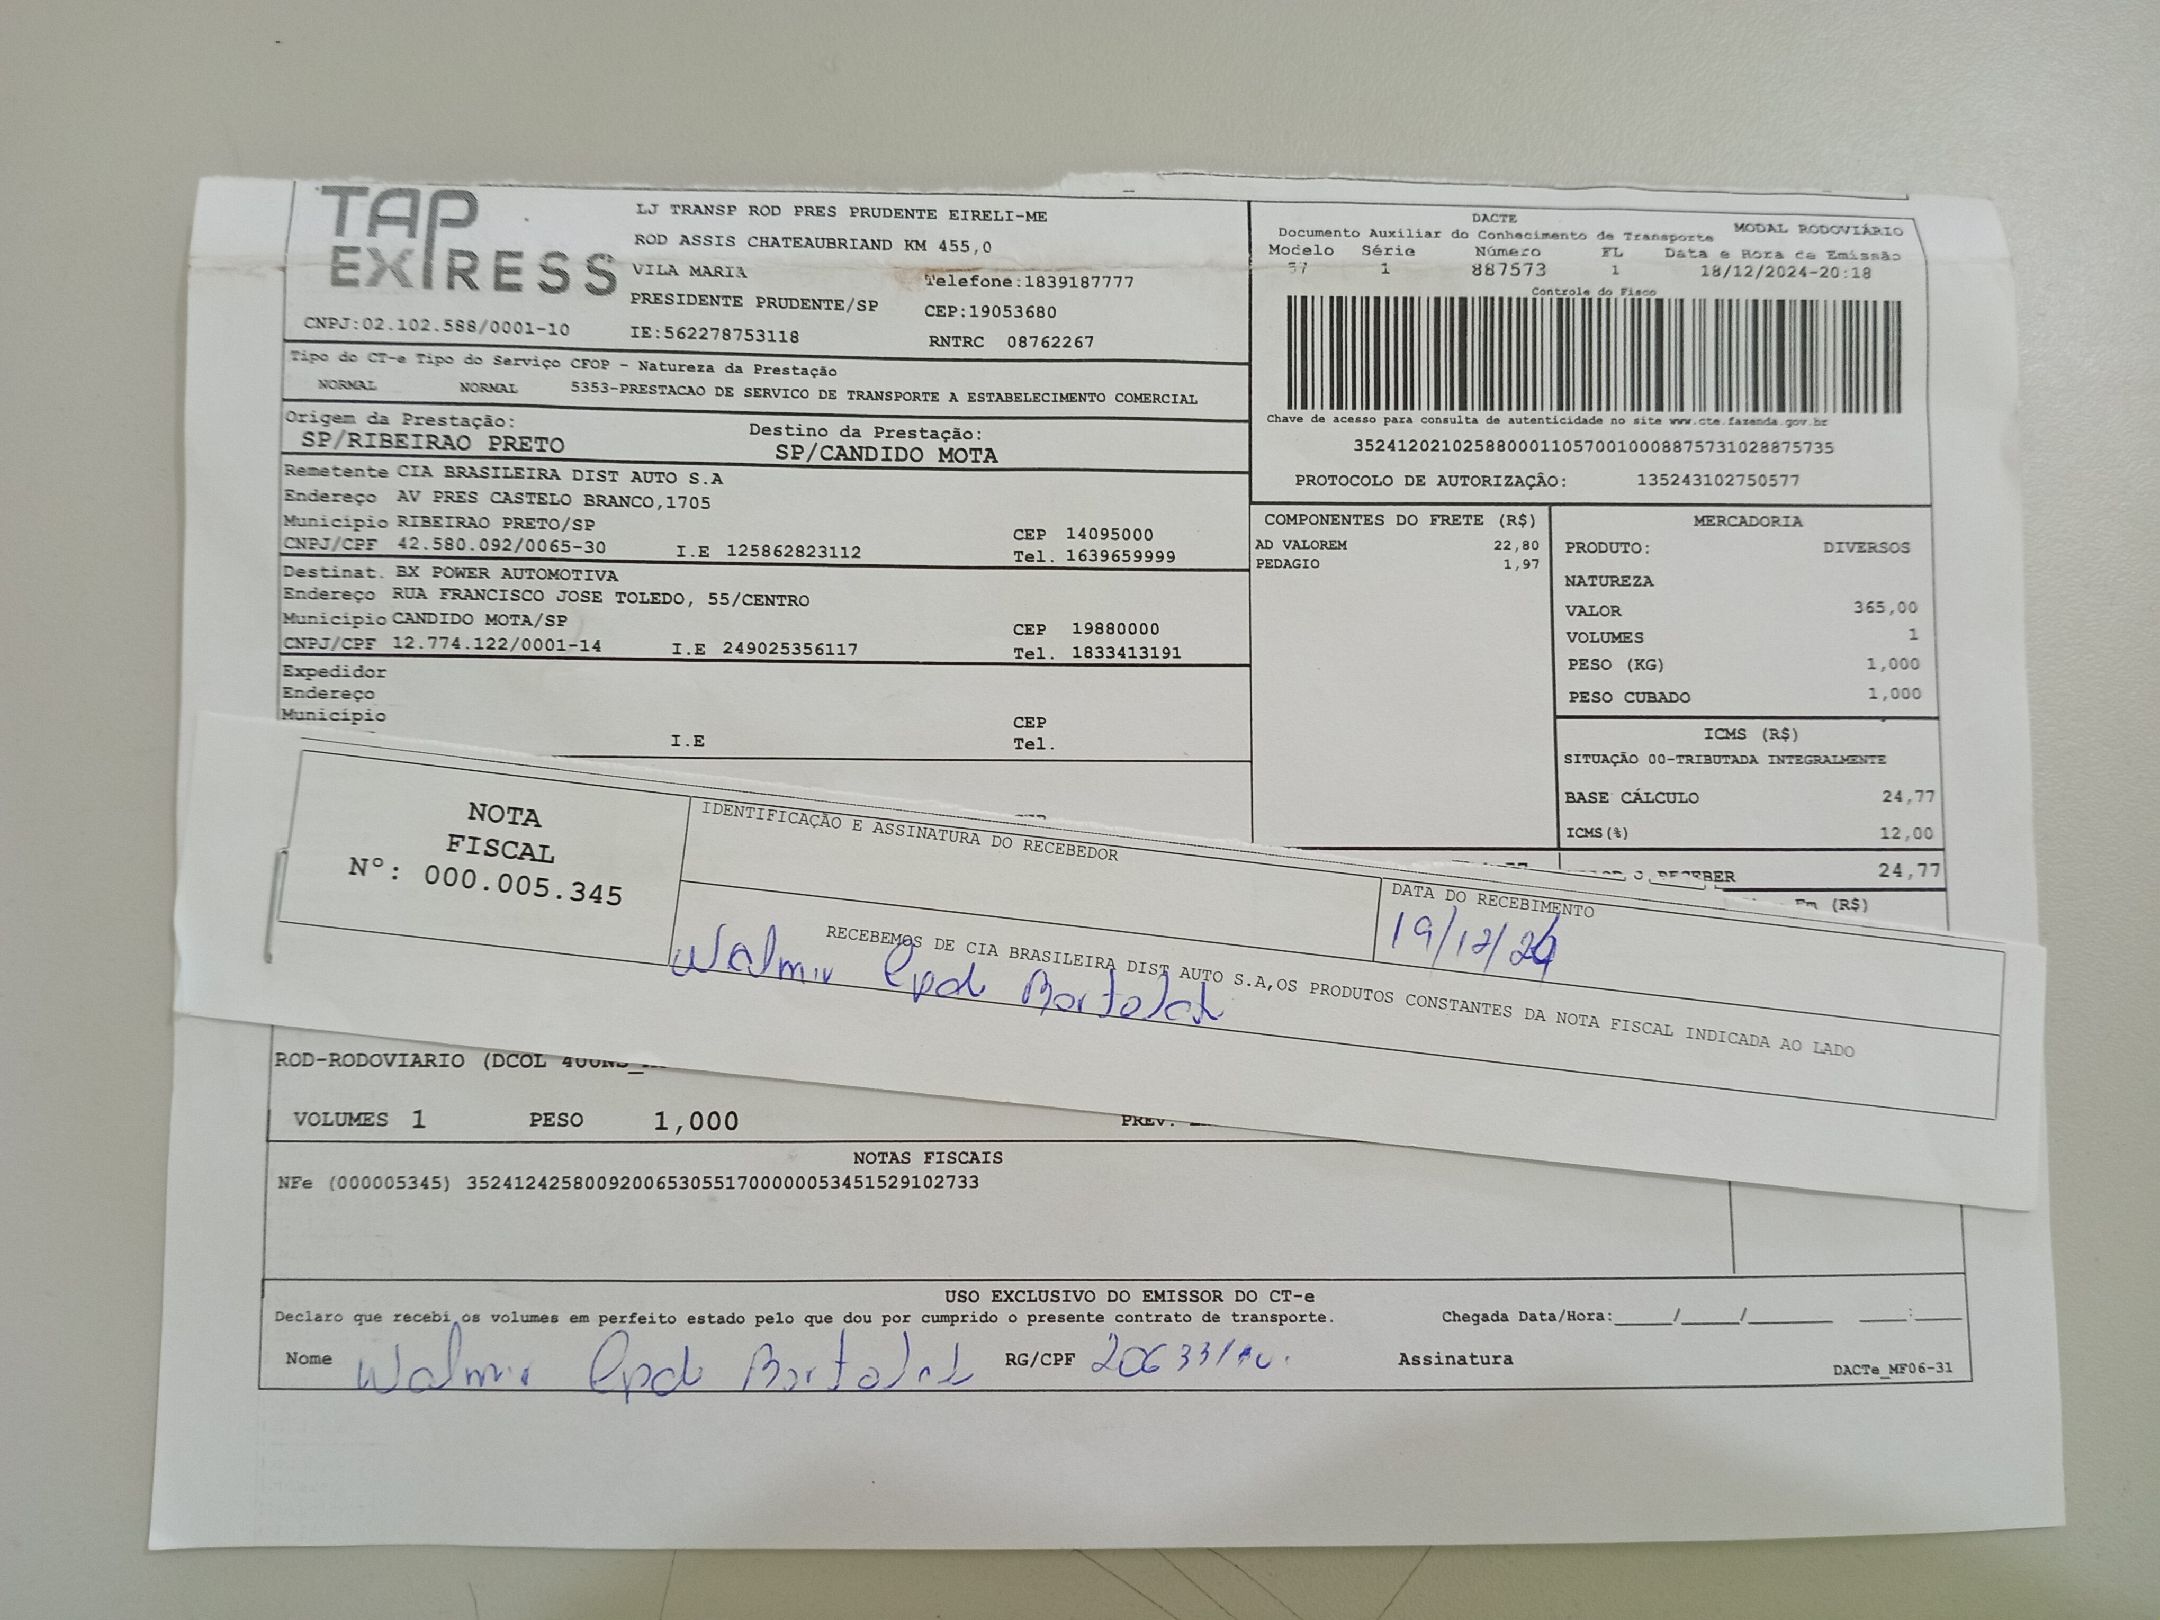 TAP EXPRESS
LJ TRANSP ROD PRES PRUDENTE EIRELI-ME
ROD ASSIS CHATEAUBRIAND KM 455,0
VILA MARIA
Telefone:1839187777
PRESIDENTE PRUDENTE/SP
CEP:19053680
CNPJ:02.102.588/0001-10
IE:562278753118
RNTRC 08762267
DACTE
MODAL RODOVIÁRIO
Documento Auxiliar do Conhecimento de Transporte
Modelo Série Número FL Data e Hora de Emissão
57 1 887573 1 18/12/2024-20:18
Controle do Fisco
Chave de acesso para consulta de autenticidade no site www.cte.fazenda.gov.br
35241202102588000110570010008875731028875735
PROTOCOLO DE AUTORIZAÇÃO: 135243102750577
Tipo do CT-e Tipo do Serviço CFOP - Natureza da Prestação
NORMAL NORMAL 5353-PRESTACAO DE SERVICO DE TRANSPORTE A ESTABELECIMENTO COMERCIAL
Origem da Prestação:
SP/RIBEIRAO PRETO
Destino da Prestação:
SP/CANDIDO MOTA
Remetente CIA BRASILEIRA DIST AUTO S.A
Endereço AV PRES CASTELO BRANCO,1705
Município RIBEIRAO PRETO/SP
CEP 14095000
CNPJ/CPF 42.580.092/0065-30 I.E 125862823112 Tel. 1639659999
Destinat. BX POWER AUTOMOTIVA
Endereço RUA FRANCISCO JOSE TOLEDO, 55/CENTRO
Município CANDIDO MOTA/SP
CEP 19880000
CNPJ/CPF 12.774.122/0001-14 I.E 249025356117 Tel. 1833413191
Expedidor
Endereço
Município
CEP
I.E
Tel.
COMPONENTES DO FRETE (R$)
AD VALOREM 22,80
PEDAGIO 1,97
MERCADORIA
PRODUTO: DIVERSOS
NATUREZA
VALOR 365,00
VOLUMES 1
PESO (KG) 1,000
PESO CUBADO 1,000
ICMS (R$)
SITUAÇÃO 00-TRIBUTADA INTEGRALMENTE
BASE CÁLCULO 24,77
ICMS(%) 12,00
RECEBER 24,77
(R$)
NOTA
FISCAL
N°: 000.005.345
IDENTIFICAÇÃO E ASSINATURA DO RECEBEDOR
DATA DO RECEBIMENTO
19/12/24
RECEBEMOS DE CIA BRASILEIRA DIST AUTO S.A,OS PRODUTOS CONSTANTES DA NOTA FISCAL INDICADA AO LADO
Walmir
ROD-RODOVIARIO (DCOL
VOLUMES 1 PESO 1,000 PREV.
NOTAS FISCAIS
NFe (000005345) 35241242580092006530551700000053451529102733
USO EXCLUSIVO DO EMISSOR DO CT-e
Declaro que recebi os volumes em perfeito estado pelo que dou por cumprido o presente contrato de transporte.
Chegada Data/Hora:_____/_____/_______ ____:____
Nome Walmir RG/CPF Assinatura
DACTe_MF06-31